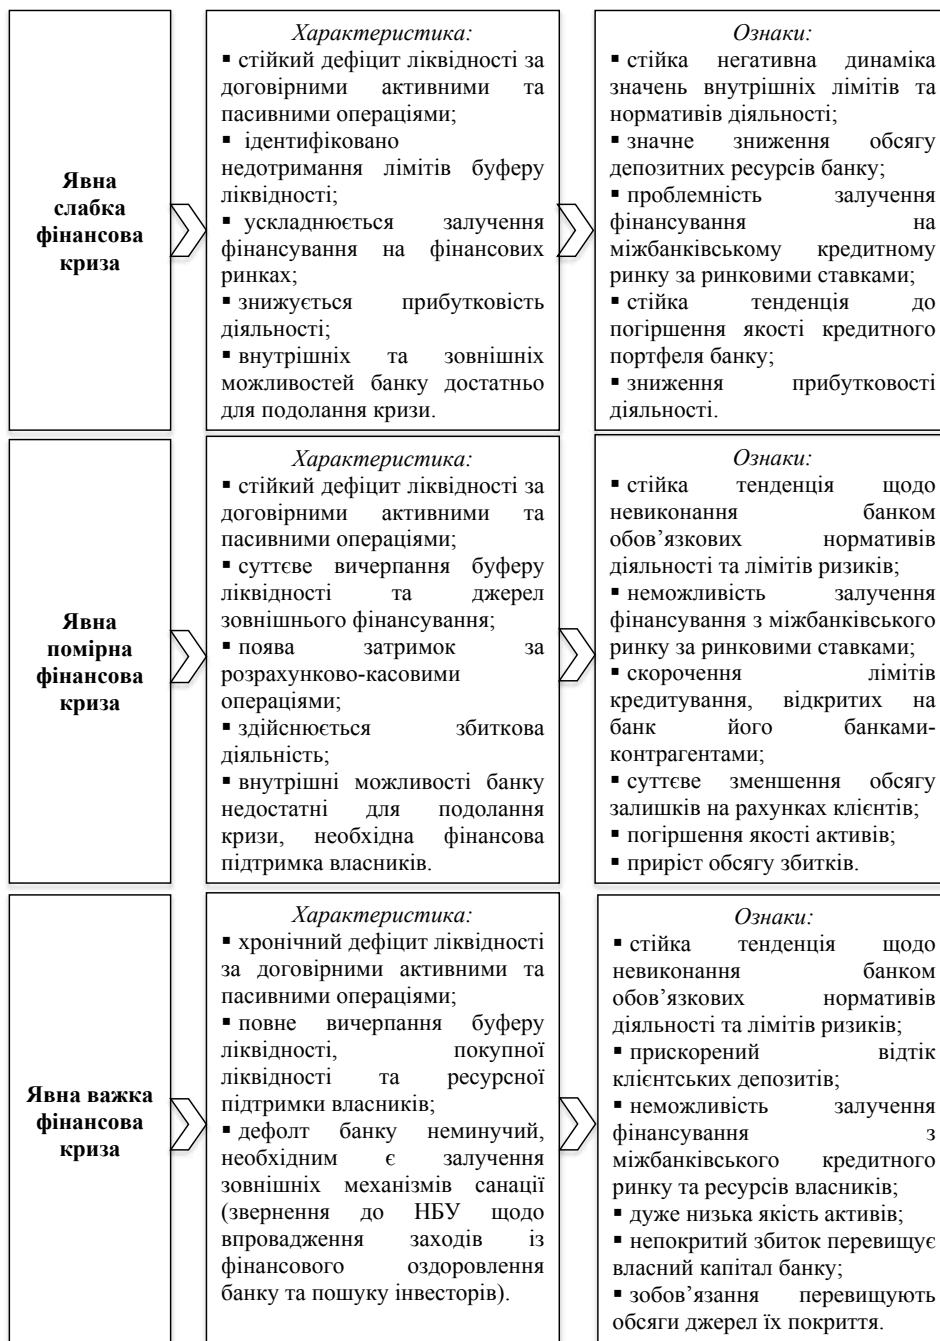 Явна
слабка
фінансова
криза
Характеристика:
▪ стійкий дефіцит ліквідності за
договірними активними та
пасивними операціями;
▪ ідентифіковано
недотримання лімітів буферу
ліквідності;
▪ ускладнюється залучення
фінансування на фінансових
ринках;
▪ знижується прибутковість
діяльності;
▪ внутрішніх та зовнішніх
можливостей банку достатньо
для подолання кризи.
Ознаки:
▪ стійка негативна динаміка
значень внутрішніх лімітів та
нормативів діяльності;
▪ значне зниження обсягу
депозитних ресурсів банку;
▪ проблемність залучення
фінансування на
міжбанківському кредитному
ринку за ринковими ставками;
▪ стійка тенденція до
погіршення якості кредитного
портфеля банку;
▪ зниження прибутковості
діяльності.
Явна
помірна
фінансова
криза
Характеристика:
▪ стійкий дефіцит ліквідності за
договірними активними та
пасивними операціями;
▪ суттєве вичерпання буферу
ліквідності та джерел
зовнішнього фінансування;
▪ поява затримок за
розрахунково-касовими
операціями;
▪ здійснюється збиткова
діяльність;
▪ внутрішні можливості банку
недостатні для подолання
кризи, необхідна фінансова
підтримка власників.
Ознаки:
▪ стійка тенденція щодо
невиконання банком
обов’язкових нормативів
діяльності та лімітів ризиків;
▪ неможливість залучення
фінансування з міжбанківського
ринку за ринковими ставками;
▪ скорочення лімітів
кредитування, відкритих на
банк його банками-
контрагентами;
▪ суттєве зменшення обсягу
залишків на рахунках клієнтів;
▪ погіршення якості активів;
▪ приріст обсягу збитків.
Явна важка
фінансова
криза
Характеристика:
▪ хронічний дефіцит ліквідності
за договірними активними та
пасивними операціями;
▪ повне вичерпання буферу
ліквідності, покупної
ліквідності та ресурсної
підтримки власників;
▪ дефолт банку неминучий,
необхідним є залучення
зовнішніх механізмів санації
(звернення до НБУ щодо
впровадження заходів із
фінансового оздоровлення
банку та пошуку інвесторів).
Ознаки:
▪ стійка тенденція щодо
невиконання банком
обов’язкових нормативів
діяльності та лімітів ризиків;
▪ прискорений відтік
клієнтських депозитів;
▪ неможливість залучення
фінансування з
міжбанківського кредитного
ринку та ресурсів власників;
▪ дуже низька якість активів;
▪ непокритий збиток перевищує
власний капітал банку;
▪ зобов’язання перевищують
обсяги джерел їх покриття.